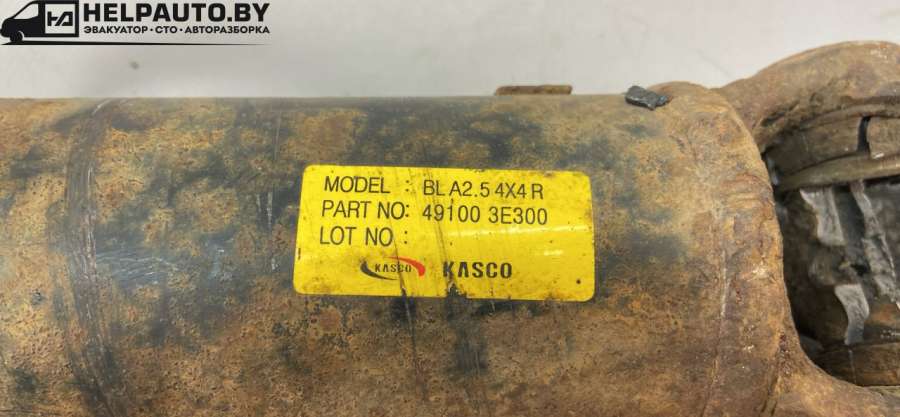 HELPAUTO.BY
ЭВАКУАТОР • СТО • АВТОРАЗБОРКА
MODEL : BL A2.5 4X4 R
PART NO: 49100 3E300
LOT NO :
KASCO KASCO